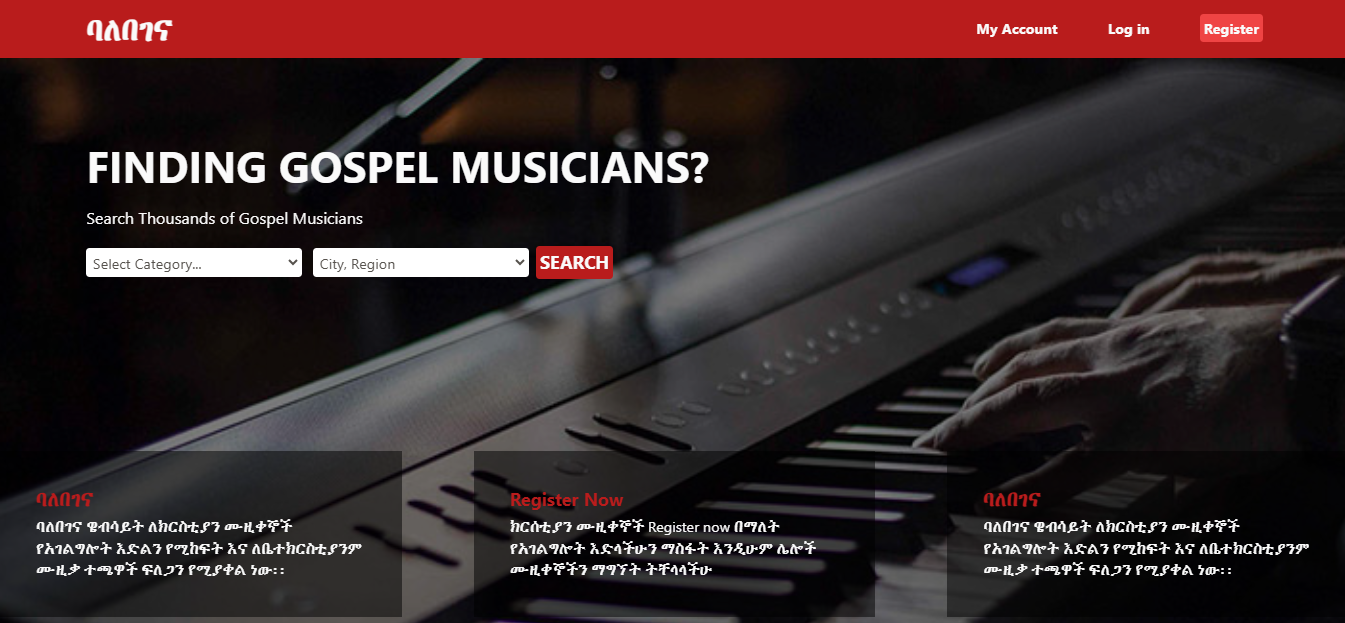 ባለበገና
My Account
Log in
Register
FINDING GOSPEL MUSICIANS?
Search Thousands of Gospel Musicians
Select Category...
City, Region
SEARCH
ባለበገና
ባለበገና ዌብሳይት ለክርስቲያን ሙዚቀኞች
የአገልግሎት እድልን የሚከፍት እና ለቤተክርስቲያንም
ሙዚቃ ተጫዋች ፍለጋን የሚያቀል ነው፡፡
Register Now
ክርስቲያን ሙዚቀኞች Register now በማለት
የአገልግሎት እድላችሁን ማስፋት እንዲሁም ሌሎች
ሙዚቀኞችን ማግኘት ትቸላላችሁ
ባለበገና
ባለበገና ዌብሳይት ለክርስቲያን ሙዚቀኞች
የአገልግሎት እድልን የሚከፍት እና ለቤተክርስቲያንም
ሙዚቃ ተጫዋች ፍለጋን የሚያቀል ነው፡፡